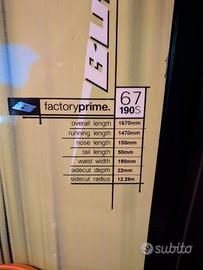 factoryprime.
67
190S
overall length 1670mm
running length 1470mm
nose length 150mm
tail length 50mm
waist width 190mm
sidecut depth 22mm
sidecut radius 12.29m
subito